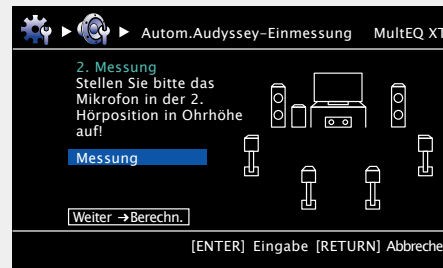 Autom.Audyssey-Einmessung MultEQ XT
2. Messung
Stellen Sie bitte das
Mikrofon in der 2.
Hörposition in Ohrhöhe
auf!
Messung
Weiter →Berechn.
[ENTER] Eingabe [RETURN] Abbreche